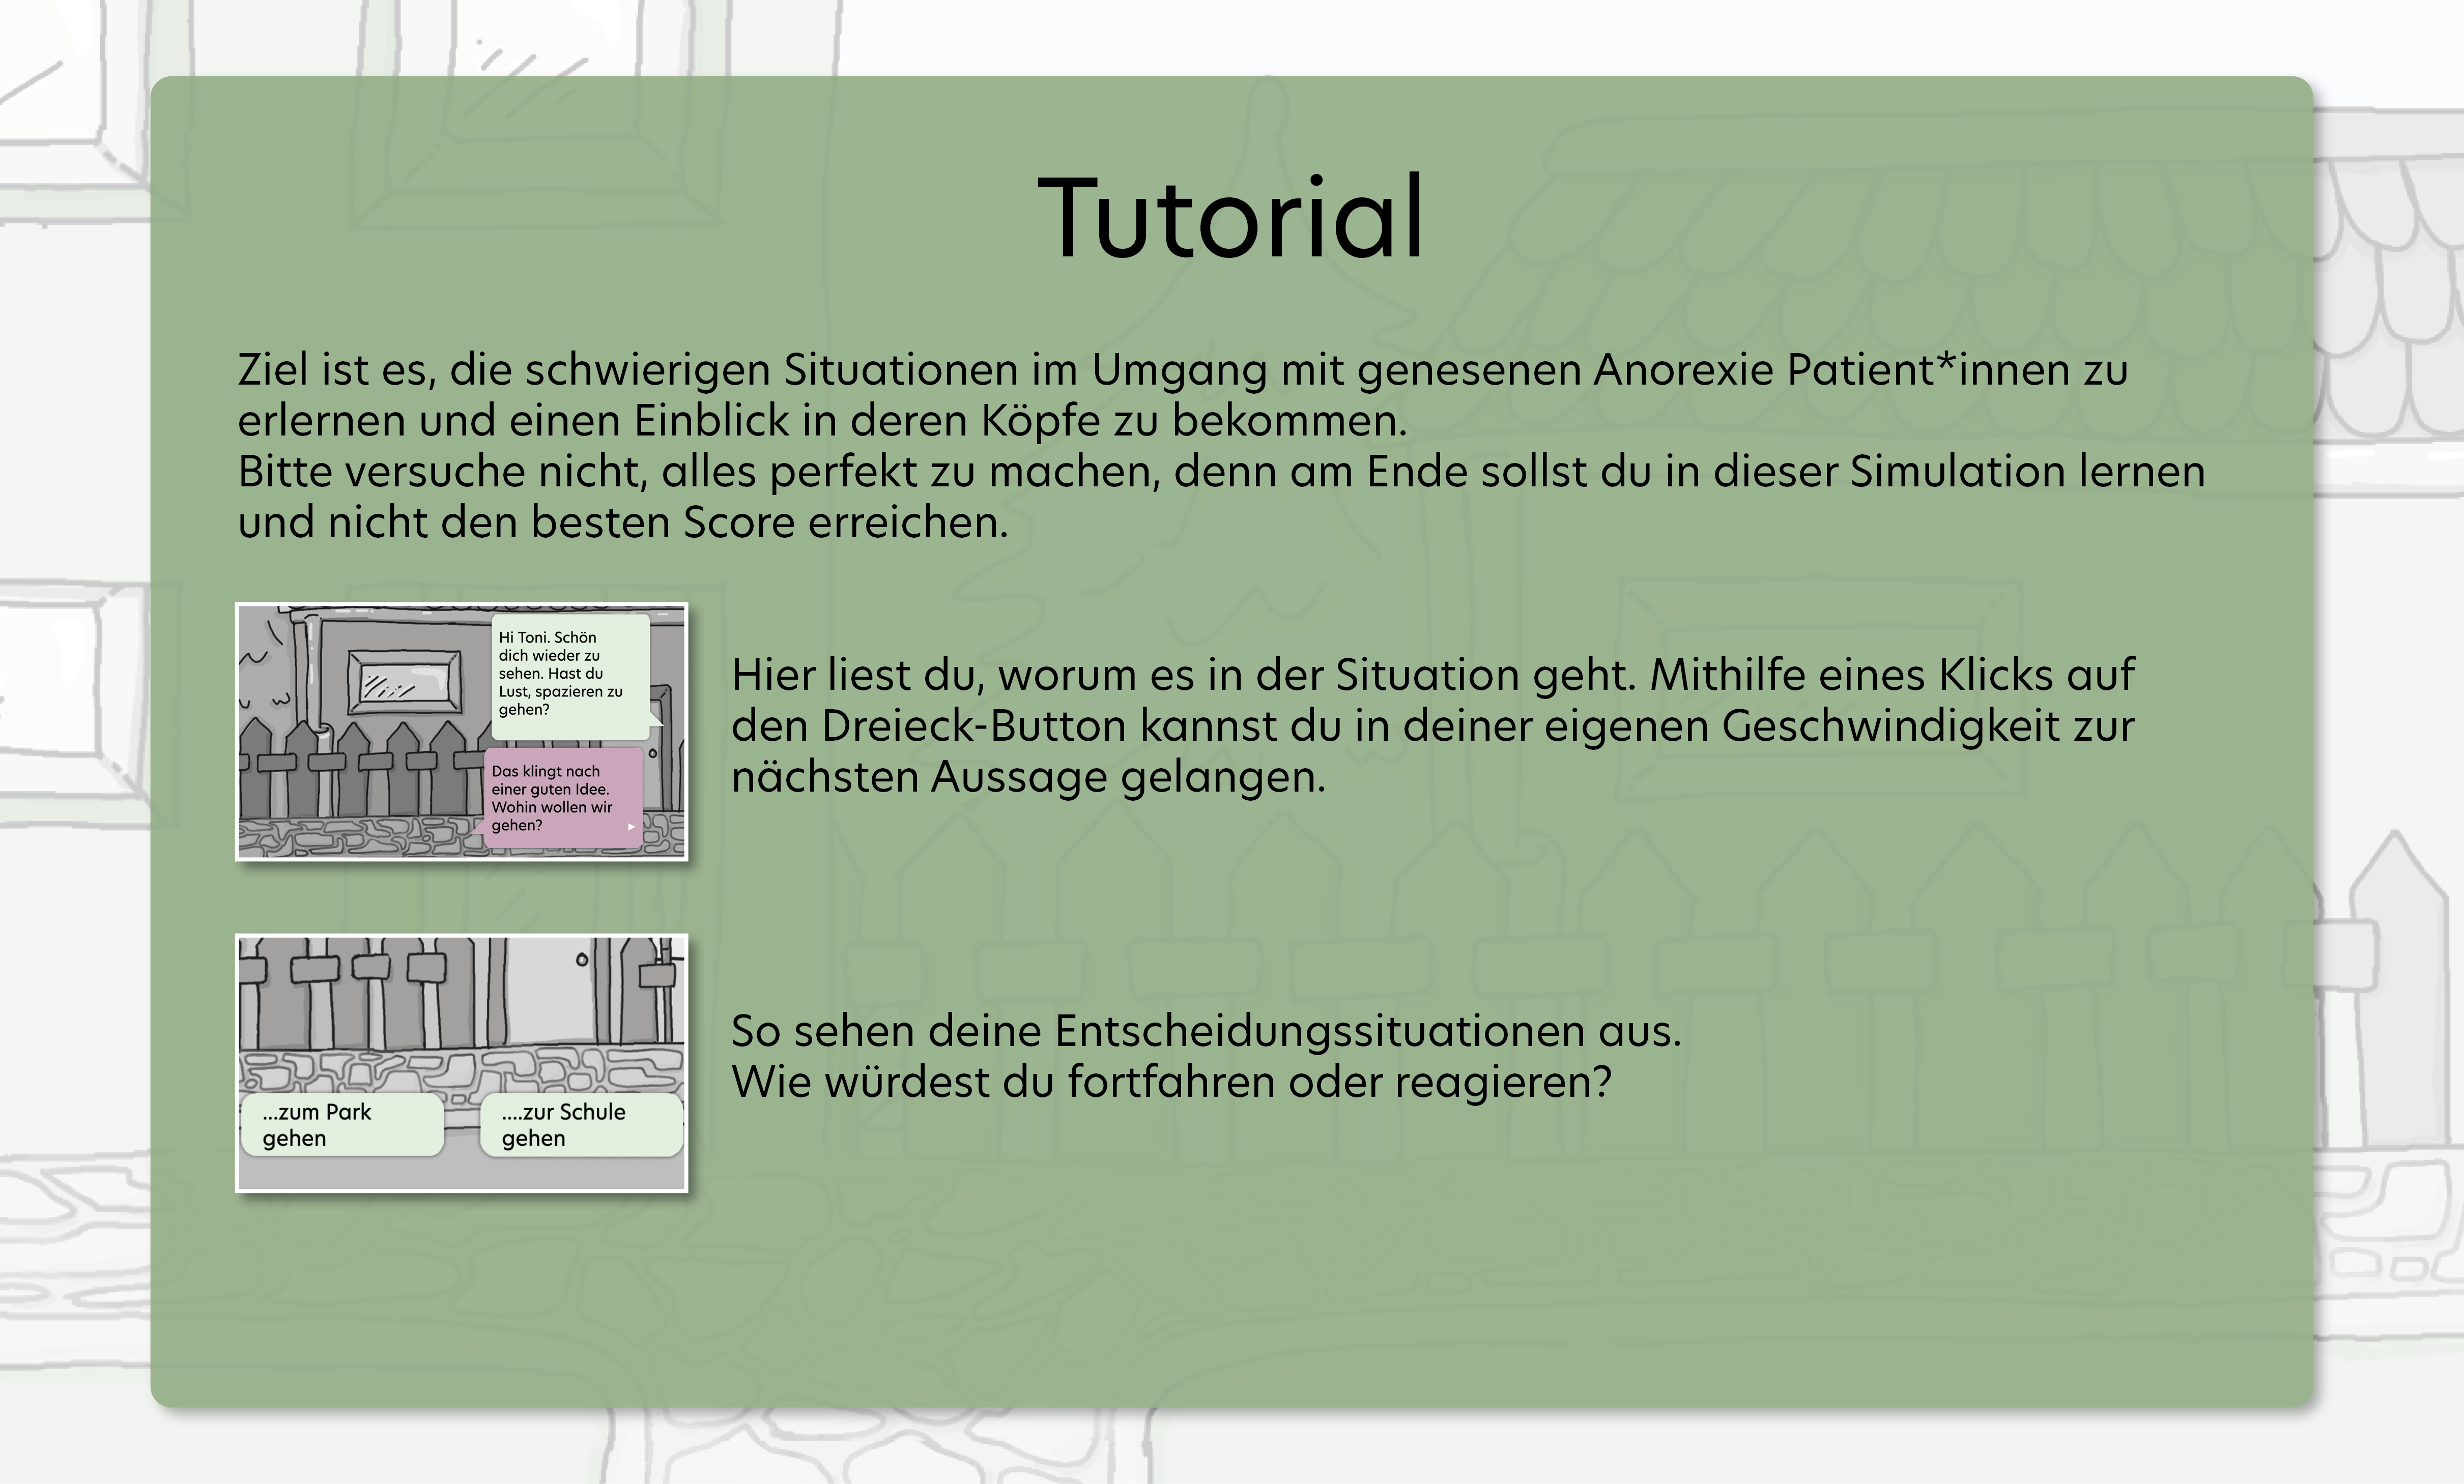 Tutorial
Ziel ist es, die schwierigen Situationen im Umgang mit genesenen Anorexie Patient*innen zu
erlernen und einen Einblick in deren Köpfe zu bekommen.
Bitte versuche nicht, alles perfekt zu machen, denn am Ende sollst du in dieser Simulation lernen
und nicht den besten Score erreichen.
Hi Toni. Schön
dich wieder zu
sehen. Hast du
Lust, spazieren zu
gehen?
Das klingt nach
einer guten Idee.
Wohin wollen wir
gehen?
Hier liest du, worum es in der Situation geht. Mithilfe eines Klicks auf
den Dreieck-Button kannst du in deiner eigenen Geschwindigkeit zur
nächsten Aussage gelangen.
...zum Park
gehen
....zur Schule
gehen
So sehen deine Entscheidungssituationen aus.
Wie würdest du fortfahren oder reagieren?